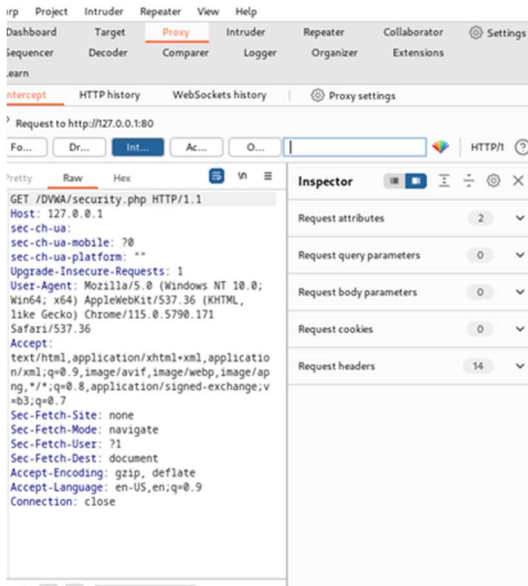 Burp Project Intruder Repeater View Help
Dashboard Target Proxy Intruder Repeater Collaborator Settings
Sequencer Decoder Comparer Logger Organizer Extensions
Learn
Intercept HTTP history WebSockets history Proxy settings
Request to http://127.0.0.1:80
Fo... Dr... Int... Ac... O... HTTP/1
Pretty Raw Hex \n
Inspector
GET /DVWA/security.php HTTP/1.1
Host: 127.0.0.1
sec-ch-ua:
sec-ch-ua-mobile: ?0
sec-ch-ua-platform: ""
Upgrade-Insecure-Requests: 1
User-Agent: Mozilla/5.0 (Windows NT 10.0;
Win64; x64) AppleWebKit/537.36 (KHTML,
like Gecko) Chrome/115.0.5790.171
Safari/537.36
Accept:
text/html,application/xhtml+xml,applicatio
n/xml;q=0.9,image/avif,image/webp,image/ap
ng,*/*;q=0.8,application/signed-exchange;v
=b3;q=0.7
Sec-Fetch-Site: none
Sec-Fetch-Mode: navigate
Sec-Fetch-User: ?1
Sec-Fetch-Dest: document
Accept-Encoding: gzip, deflate
Accept-Language: en-US,en;q=0.9
Connection: close
Request attributes 2
Request query parameters 0
Request body parameters 0
Request cookies 0
Request headers 14